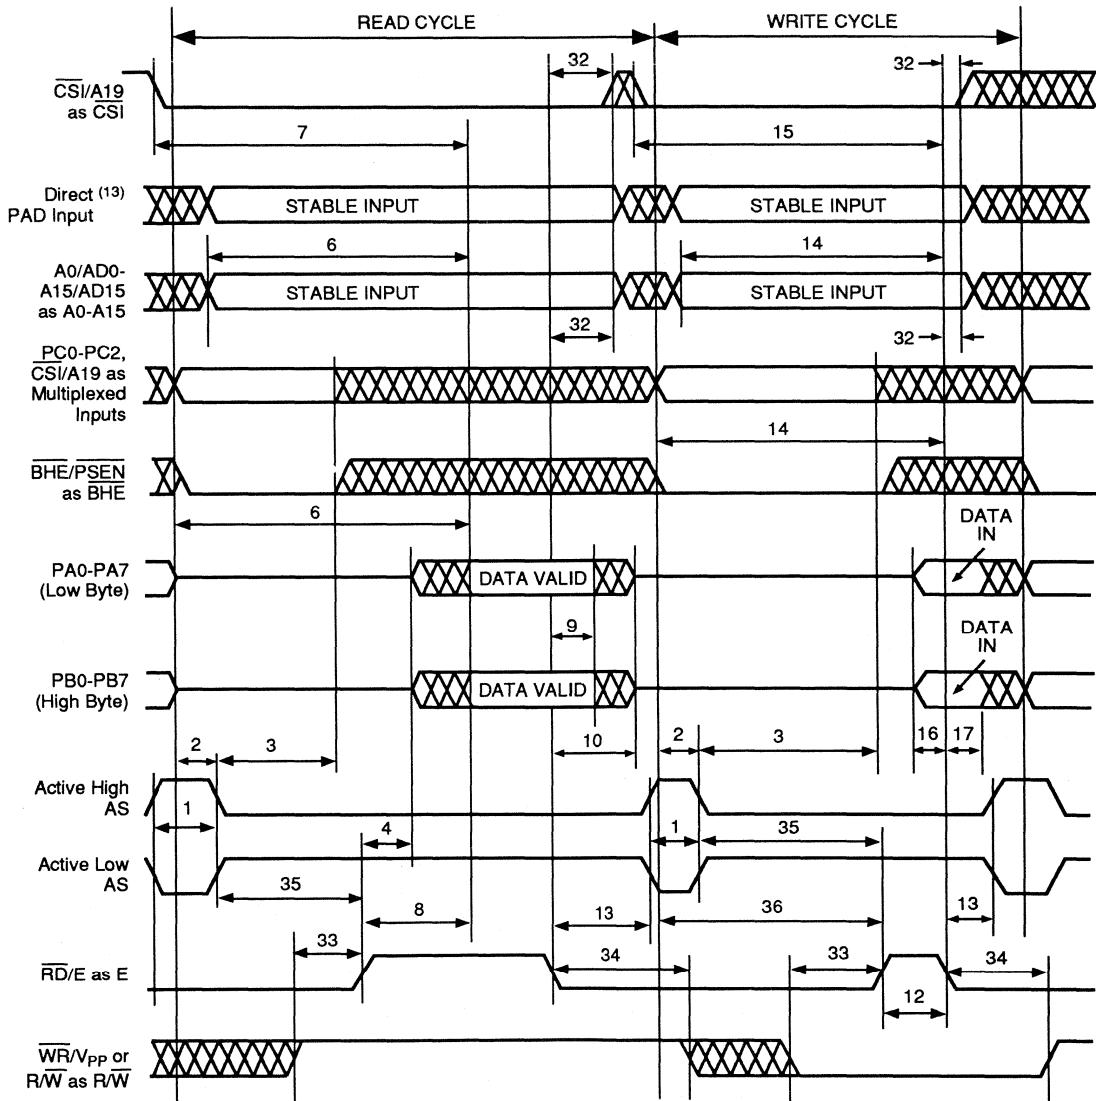 READ CYCLE
WRITE CYCLE
32
32
CSI/A19
as CSI
7
15
Direct (13)
PAD Input
STABLE INPUT
STABLE INPUT
6
14
A0/AD0-
A15/AD15
as A0-A15
STABLE INPUT
STABLE INPUT
32
32
PC0-PC2,
CSI/A19 as
Multiplexed
Inputs
14
BHE/PSEN
as BHE
6
DATA
IN
PA0-PA7
(Low Byte)
DATA VALID
9
DATA
IN
PB0-PB7
(High Byte)
DATA VALID
2
3
10
2
3
16
17
Active High
AS
1
4
1
35
Active Low
AS
35
8
13
36
13
33
34
33
34
RD/E as E
12
WR/VPP or
R/W as R/W